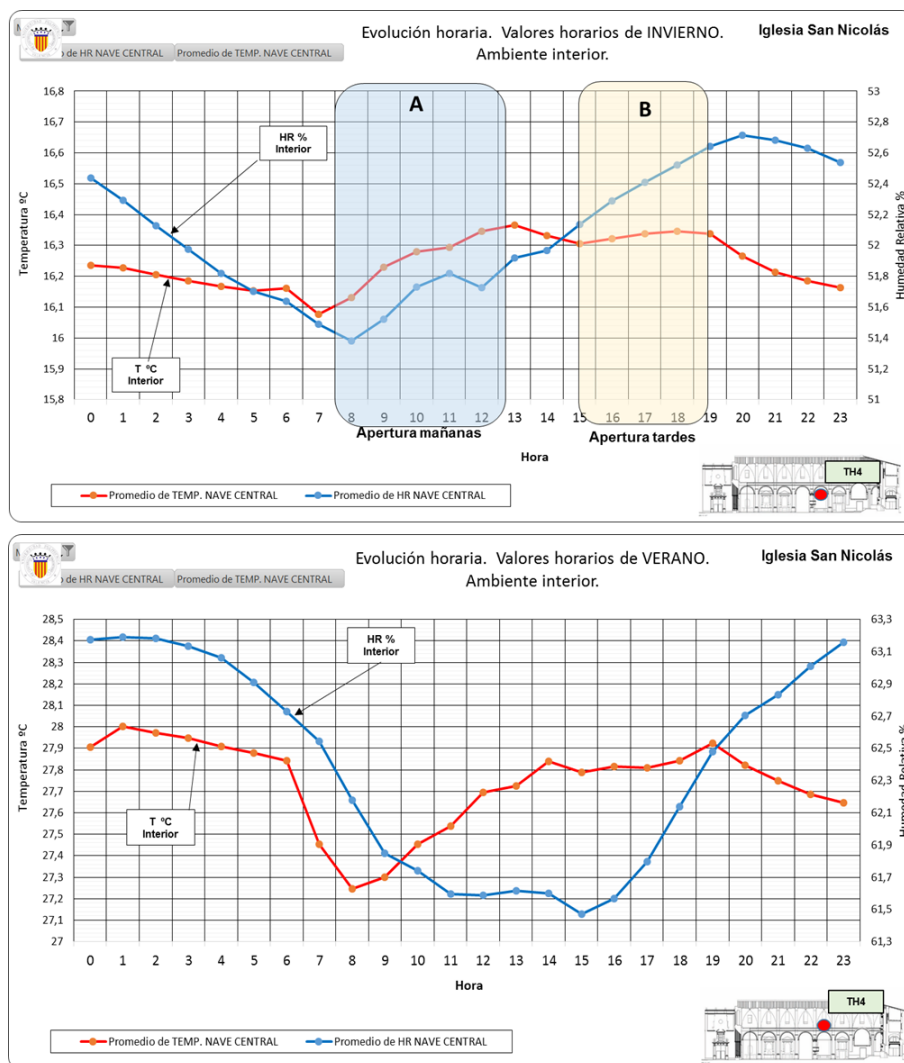 Evolución horaria. Valores horarios de INVIERNO.
Ambiente interior.
Iglesia San Nicolás
o de HR NAVE CENTRAL
Promedio de TEMP. NAVE CENTRAL
A
B
HR %
Interior
T ºC
Interior
Temperatura ºC
16,8
16,7
16,6
16,5
16,4
16,3
16,2
16,1
16
15,9
15,8
53
52,8
52,6
52,4
52,2
52
51,8
51,6
51,4
51,2
51
Humedad Relativa %
0 1 2 3 4 5 6 7 8 9 10 11 12 13 14 15 16 17 18 19 20 21 22 23
Apertura mañanas
Apertura tardes
Hora
TH4
Promedio de TEMP. NAVE CENTRAL
Promedio de HR NAVE CENTRAL
Evolución horaria. Valores horarios de VERANO.
Ambiente interior.
Iglesia San Nicolás
o de HR NAVE CENTRAL
Promedio de TEMP. NAVE CENTRAL
HR %
Interior
T ºC
Interior
Temperatura ºC
28,5
28,4
28,3
28,2
28,1
28
27,9
27,8
27,7
27,6
27,5
27,4
27,3
27,2
27,1
27
63,3
63,1
62,9
62,7
62,5
62,3
62,1
61,9
61,7
61,5
61,3
Humedad Relativa %
0 1 2 3 4 5 6 7 8 9 10 11 12 13 14 15 16 17 18 19 20 21 22 23
Hora
TH4
Promedio de TEMP. NAVE CENTRAL
Promedio de HR NAVE CENTRAL